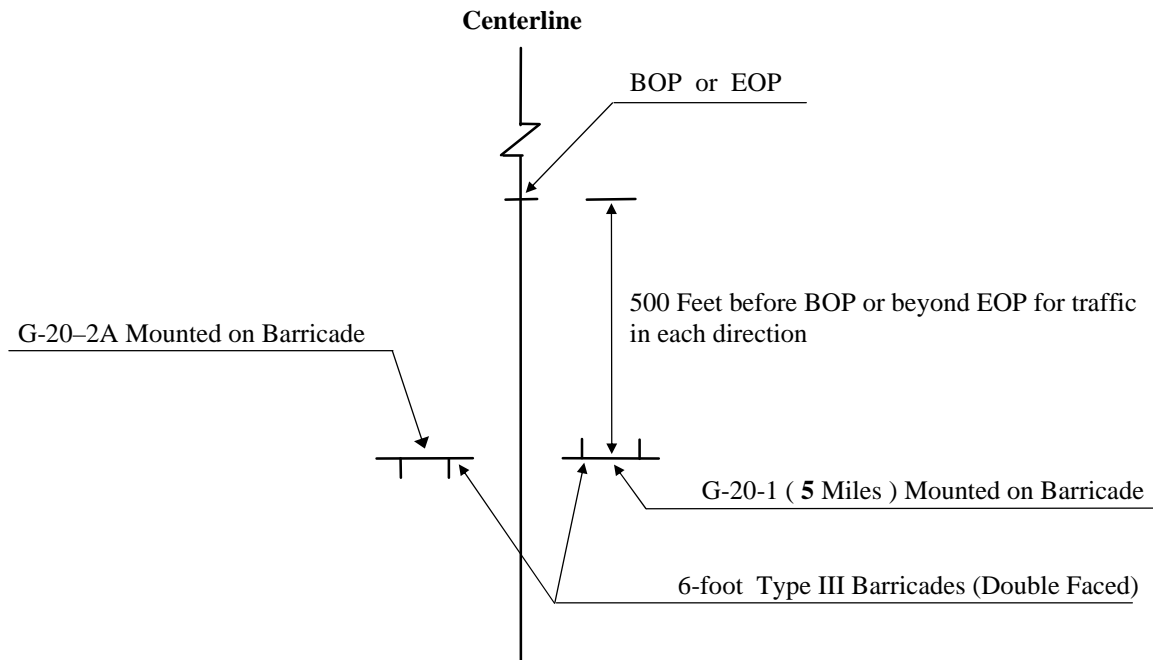 Centerline
BOP or EOP
500 Feet before BOP or beyond EOP for traffic
in each direction
G-20–2A Mounted on Barricade
G-20-1 ( 5 Miles ) Mounted on Barricade
6-foot Type III Barricades (Double Faced)